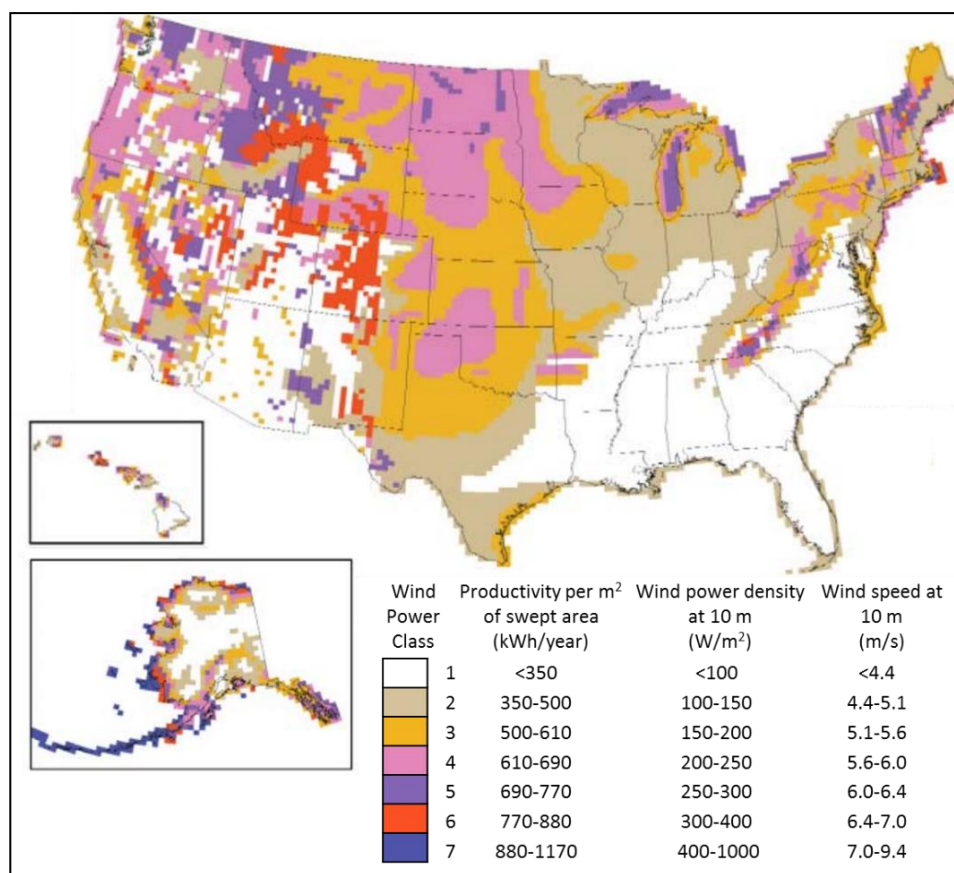 Wind Power Class Productivity per m² of swept area (kWh/year) Wind power density at 10 m (W/m²) Wind speed at 10 m (m/s)
1 <350 <100 <4.4
2 350-500 100-150 4.4-5.1
3 500-610 150-200 5.1-5.6
4 610-690 200-250 5.6-6.0
5 690-770 250-300 6.0-6.4
6 770-880 300-400 6.4-7.0
7 880-1170 400-1000 7.0-9.4